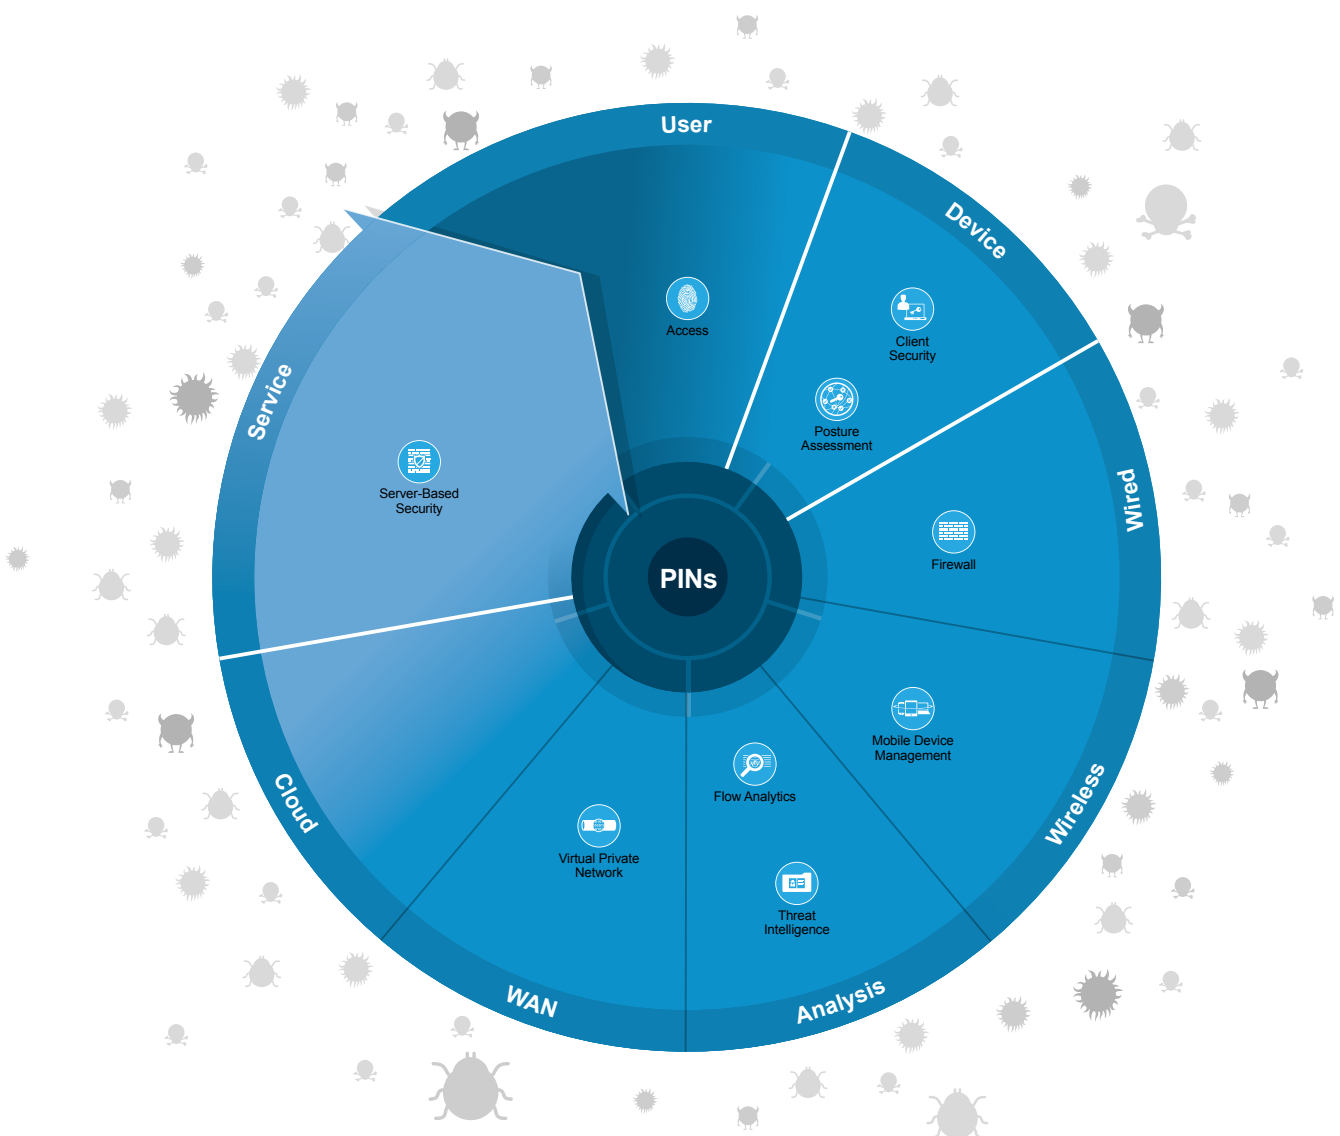 User
Device
Access
Client
Security
Service
Posture
Assessment
Wired
Server-Based
Security
Firewall
PINs
Mobile Device
Management
Flow Analytics
Wireless
Cloud
Virtual Private
Network
Threat
Intelligence
WAN
Analysis